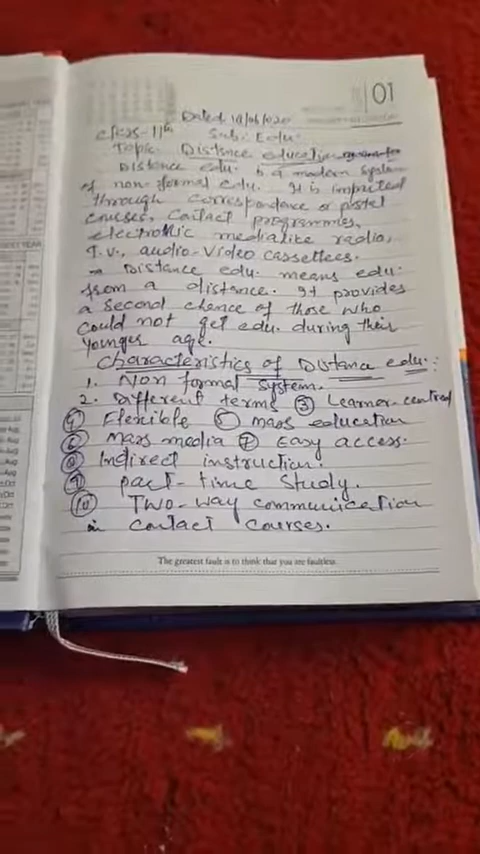 01
Dated
Class-11th Sub: Edu.
Topic Distance education
Distance edu. is a modern system
of non-formal edu. It is imparted
through correspondence or postal
courses, contact programmes,
electronic media like radio,
T.V., audio-Video cassettees.
→ Distance edu. means edu.
from a distance. It provides
a second chance of those who
could not get edu. during their
younger age.
Characteristics of Distance edu.:
1. Non formal system.
2. Different terms ③ Learner-centred
④ Flexible ⑤ mass education
⑥ Mass media ⑦ Easy access.
⑧ Indirect instruction.
⑨ part-time study.
⑩ Two-way communication
in contact courses.
The greatest fault is to think that you are faultless.